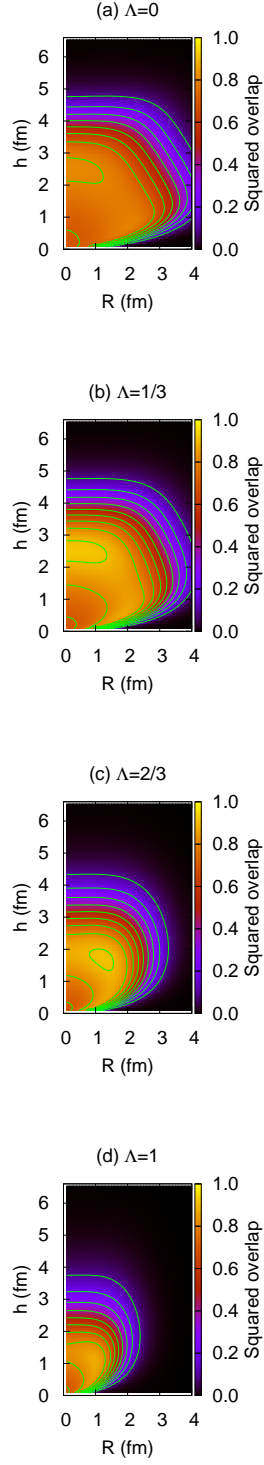 (a) Λ=0
h (fm)
6
5
4
3
2
1
0
0 1 2 3 4
R (fm)
1.0
0.8
0.6
0.4
0.2
0.0
Squared overlap
(b) Λ=1/3
h (fm)
6
5
4
3
2
1
0
0 1 2 3 4
R (fm)
1.0
0.8
0.6
0.4
0.2
0.0
Squared overlap
(c) Λ=2/3
h (fm)
6
5
4
3
2
1
0
0 1 2 3 4
R (fm)
1.0
0.8
0.6
0.4
0.2
0.0
Squared overlap
(d) Λ=1
h (fm)
6
5
4
3
2
1
0
0 1 2 3 4
R (fm)
1.0
0.8
0.6
0.4
0.2
0.0
Squared overlap